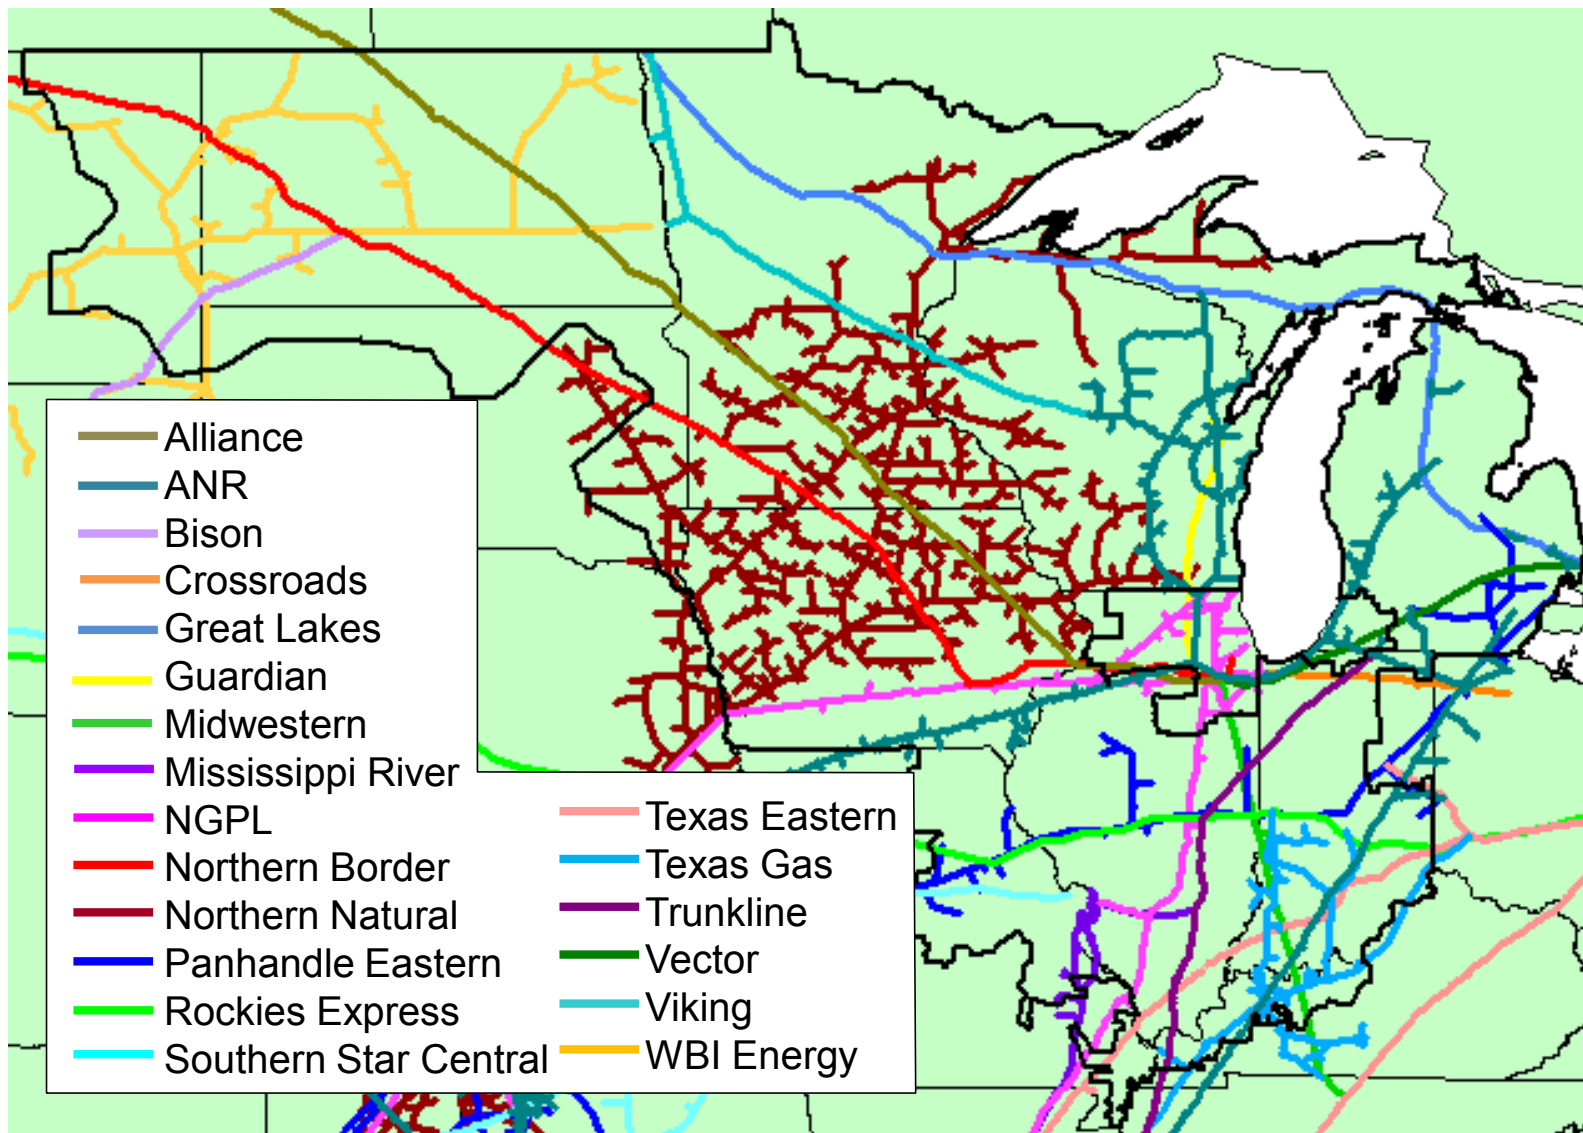 Alliance
ANR
Bison
Crossroads
Great Lakes
Guardian
Midwestern
Mississippi River
NGPL
Northern Border
Northern Natural
Panhandle Eastern
Rockies Express
Southern Star Central
Texas Eastern
Texas Gas
Trunkline
Vector
Viking
WBI Energy